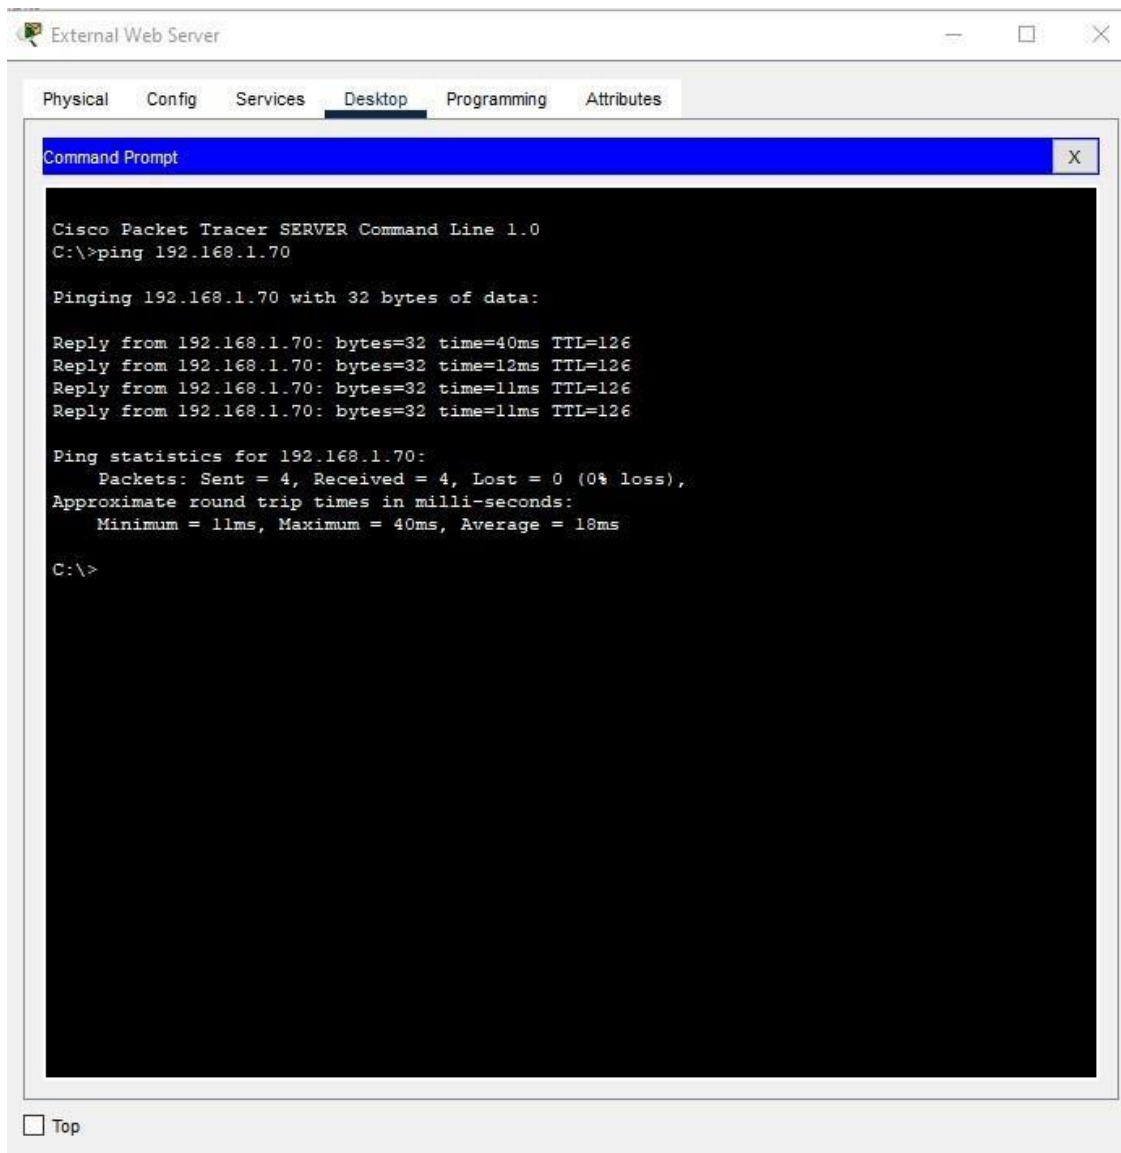 External Web Server
Physical Config Services Desktop Programming Attributes
Command Prompt X
Cisco Packet Tracer SERVER Command Line 1.0
C:\>ping 192.168.1.70
Pinging 192.168.1.70 with 32 bytes of data:
Reply from 192.168.1.70: bytes=32 time=40ms TTL=126
Reply from 192.168.1.70: bytes=32 time=12ms TTL=126
Reply from 192.168.1.70: bytes=32 time=11ms TTL=126
Reply from 192.168.1.70: bytes=32 time=11ms TTL=126
Ping statistics for 192.168.1.70:
Packets: Sent = 4, Received = 4, Lost = 0 (0% loss),
Approximate round trip times in milli-seconds:
Minimum = 11ms, Maximum = 40ms, Average = 18ms
C:\>
Top